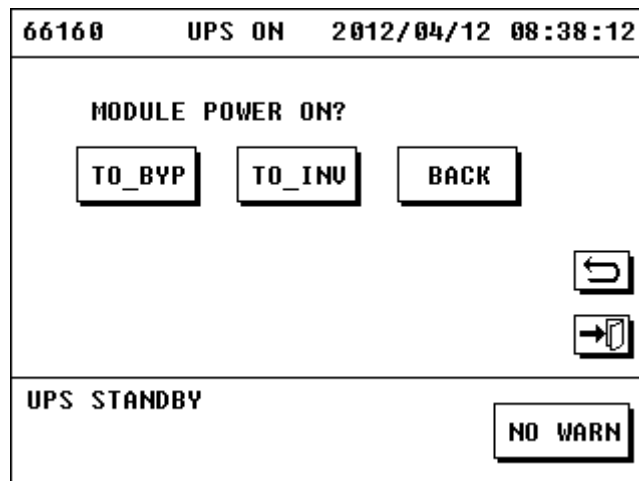 66160 UPS ON 2012/04/12 08:38:12
MODULE POWER ON?
TO_BYP TO_INV BACK
UPS STANDBY
NO WARN